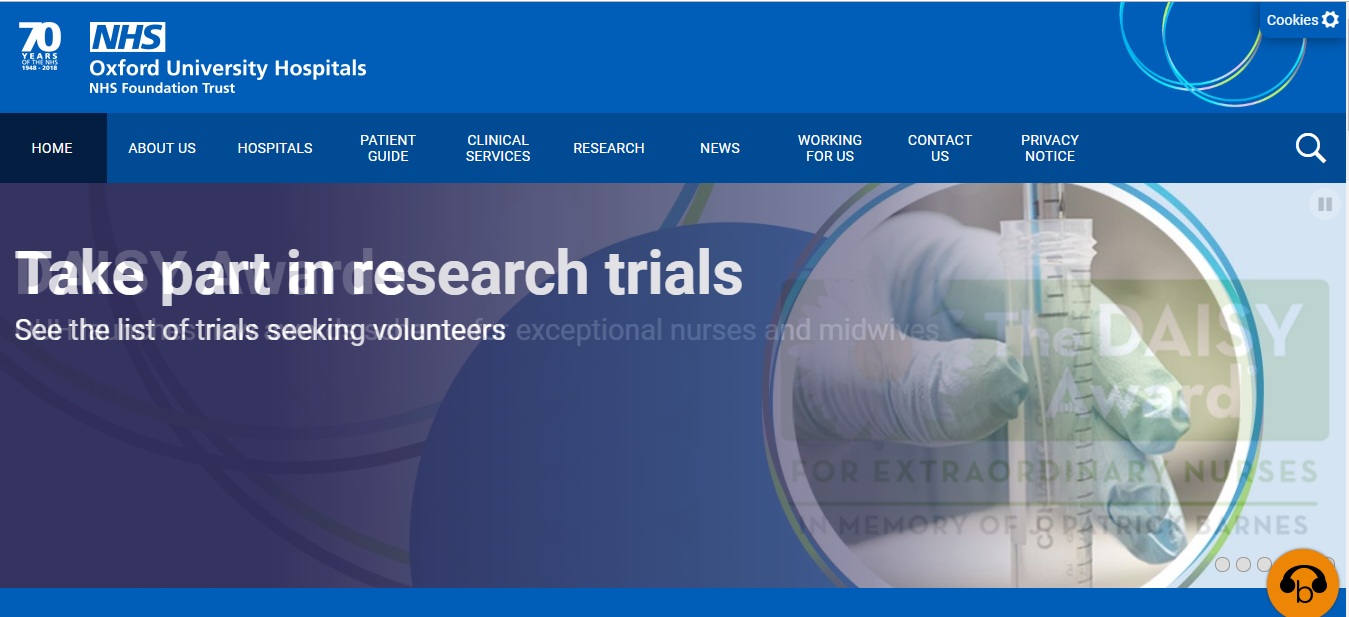 Cookies
70
YEARS
OF THE NHS
1948 - 2018
NHS
Oxford University Hospitals
NHS Foundation Trust
HOME
ABOUT US
HOSPITALS
PATIENT
GUIDE
CLINICAL
SERVICES
RESEARCH
NEWS
WORKING
FOR US
CONTACT
US
PRIVACY
NOTICE
Take part in research trials
DAISY Awards
See the list of trials seeking volunteers
for exceptional nurses and midwives
The DAISY
Award
FOR EXTRAORDINARY NURSES
IN MEMORY OF J. PATRICK BARNES
b